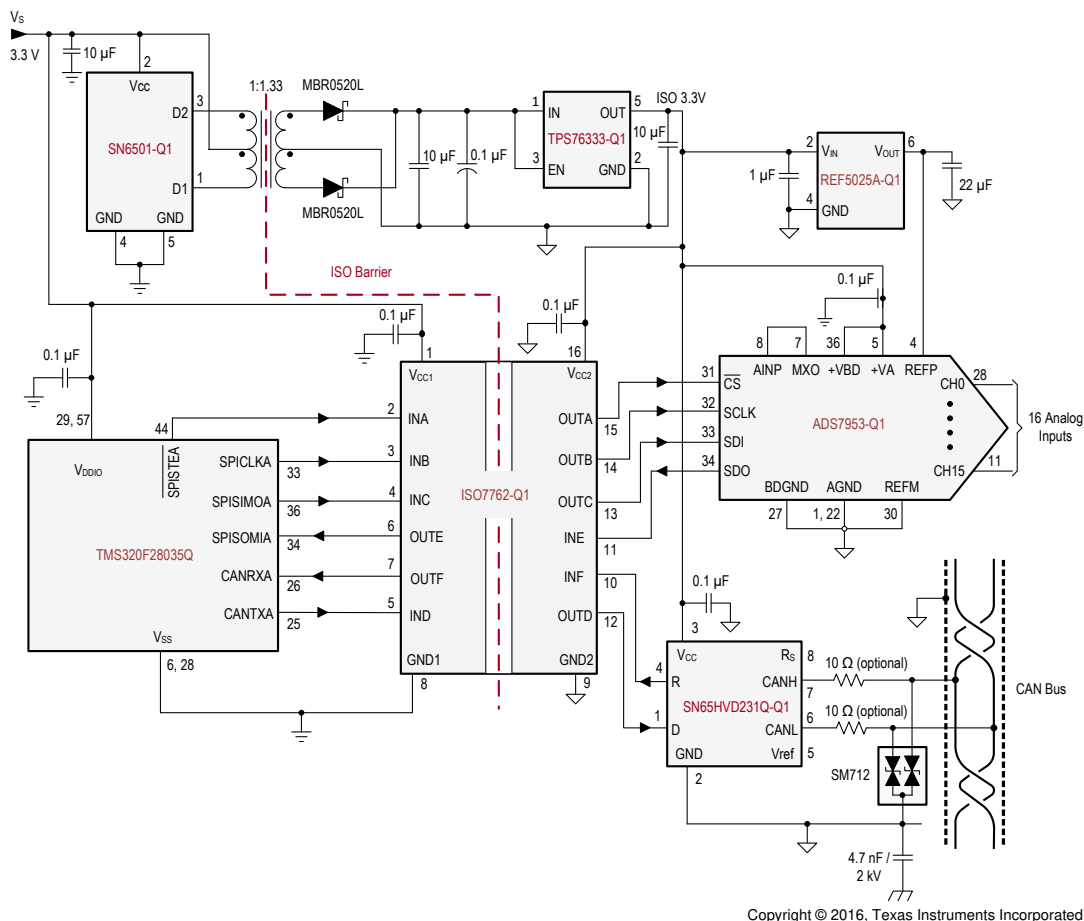 VS
3.3 V
10 µF
2
Vcc
D2
3
SN6501-Q1
D1
1
GND
GND
4
5
1:1.33
MBR0520L
MBR0520L
10 µF
0.1 µF
1
IN
OUT
5
TPS76333-Q1
3
EN
GND
2
ISO 3.3V
10 µF
2
VIN
VOUT
6
REF5025A-Q1
1 µF
4
GND
22 µF
ISO Barrier
0.1 µF
0.1 µF
0.1 µF
0.1 µF
29, 57
VDDIO
44
SPISTEA
SPICLKA
33
SPISIMOA
36
SPISOMIA
34
TMS320F28035Q
CANRXA
26
CANTXA
25
VSS
6, 28
1
VCC1
2
INA
3
INB
4
INC
6
OUTE
7
OUTF
5
IND
GND1
8
ISO7762-Q1
16
VCC2
OUTA
15
OUTB
14
OUTC
13
INE
11
INF
10
OUTD
12
GND2
9
8
7
36
5
4
AINP
MXO
+VBD
+VA
REFP
31
CS
32
SCLK
33
SDI
34
SDO
ADS7953-Q1
CH0
28
CH15
11
16 Analog
Inputs
BDGND
AGND
REFM
27
1, 22
30
0.1 µF
3
VCC
RS
8
4
R
CANH
7
SN65HVD231Q-Q1
1
D
CANL
6
GND
Vref
5
2
10 Ω (optional)
10 Ω (optional)
SM712
CAN Bus
4.7 nF /
2 kV
Copyright © 2016, Texas Instruments Incorporated